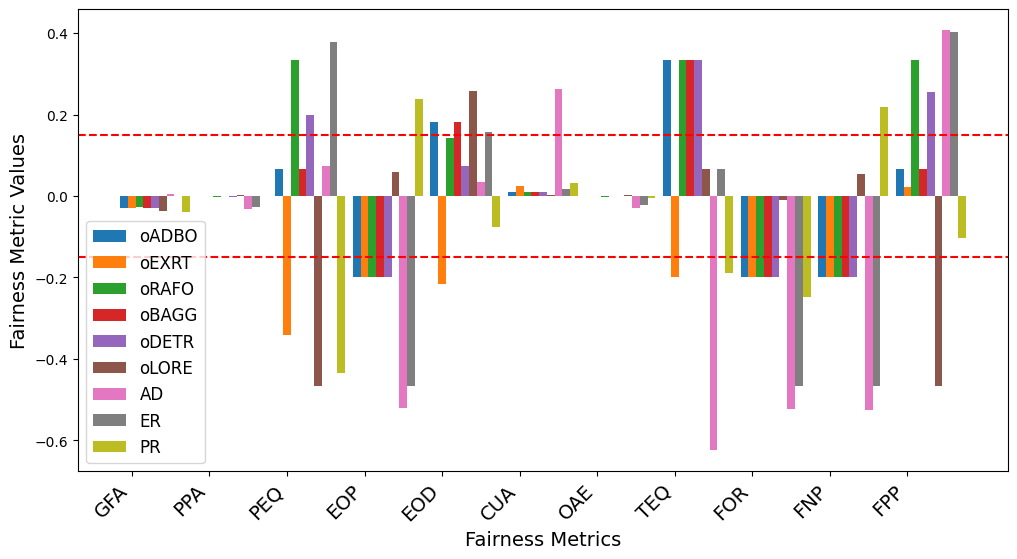 Fairness Metric Values
0.4
0.2
0.0
−0.2
−0.4
−0.6
oADBO
oEXRT
oRAFO
oBAGG
oDETR
oLORE
AD
ER
PR
GFA PPA PEQ EOP EOD CUA OAE TEQ FOR FNP FPP
Fairness Metrics